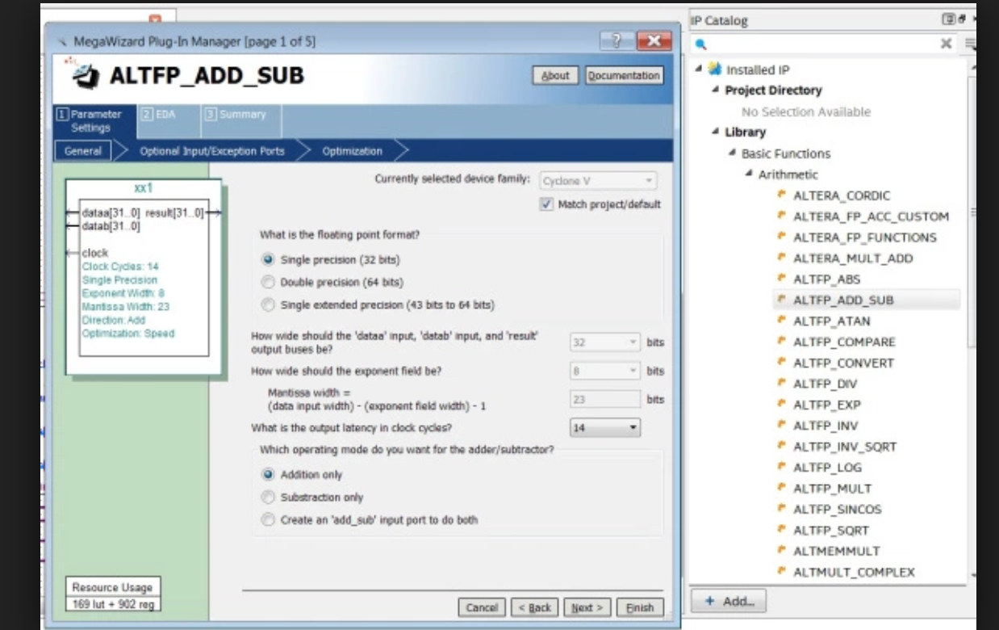 MegaWizard Plug-In Manager [page 1 of 5]
ALTFP_ADD_SUB
About
Documentation
1 Parameter Settings
2 EDA
3 Summary
General
Optional Input/Exception Ports
Optimization
xx1
dataa[31..0] result[31..0]
datab[31..0]
clock
Clock Cycles: 14
Single Precision
Exponent Width: 8
Mantissa Width: 23
Direction: Add
Optimization: Speed
Resource Usage
169 lut + 902 reg
Currently selected device family: Cyclone V
Match project/default
What is the floating point format?
Single precision (32 bits)
Double precision (64 bits)
Single extended precision (43 bits to 64 bits)
How wide should the 'dataa' input, 'datab' input, and 'result'
output buses be?
32 bits
How wide should the exponent field be? 8 bits
Mantissa width =
(data input width) - (exponent field width) - 1
23 bits
What is the output latency in clock cycles? 14
Which operating mode do you want for the adder/subtractor?
Addition only
Substraction only
Create an 'add_sub' input port to do both
Cancel
< Back
Next >
Finish
IP Catalog
Installed IP
Project Directory
No Selection Available
Library
Basic Functions
Arithmetic
ALTERA_CORDIC
ALTERA_FP_ACC_CUSTOM
ALTERA_FP_FUNCTIONS
ALTERA_MULT_ADD
ALTFP_ABS
ALTFP_ADD_SUB
ALTFP_ATAN
ALTFP_COMPARE
ALTFP_CONVERT
ALTFP_DIV
ALTFP_EXP
ALTFP_INV
ALTFP_INV_SQRT
ALTFP_LOG
ALTFP_MULT
ALTFP_SINCOS
ALTFP_SQRT
ALTMEMMULT
ALTMULT_COMPLEX
+ Add...